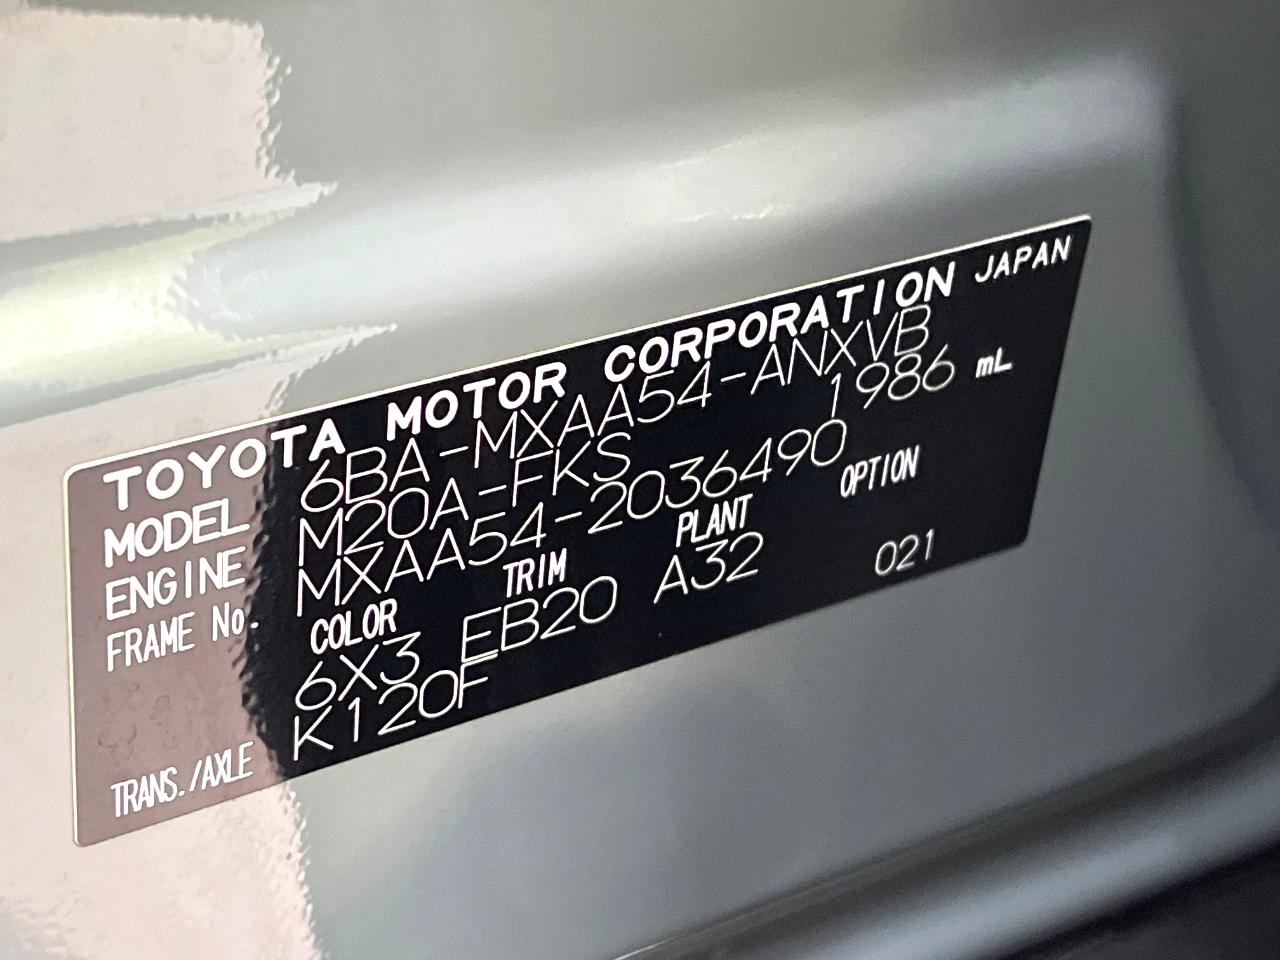 TOYOTA MOTOR CORPORATION JAPAN
MODEL 6BA-MXAA54-ANXVB
ENGINE M20A-FKS 1986 mL
FRAME No. MXAA54-2036490
COLOR TRIM PLANT OPTION
6X3 EB20 A32 021
TRANS./AXLE K120F